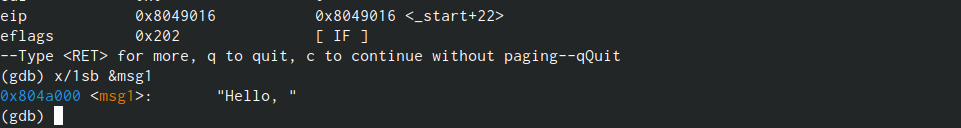 eip 0x8049016 0x8049016 <_start+22>
eflags 0x202 [ IF ]
--Type <RET> for more, q to quit, c to continue without paging--qQuit
(gdb) x/1sb &msg1
0x804a000 <msg1>: "Hello, "
(gdb)